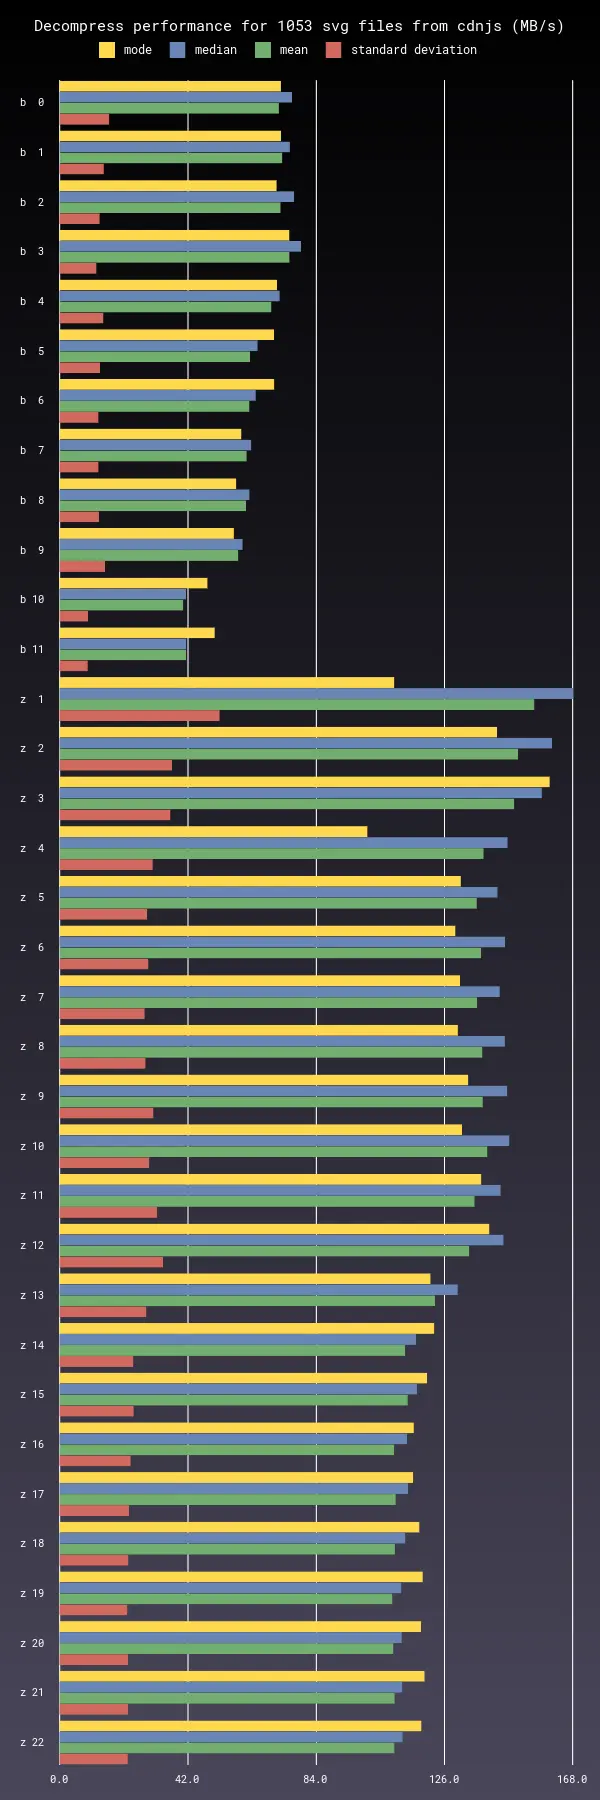 Decompress performance for 1053 svg files from cdnjs (MB/s)
mode median mean standard deviation
b 0
b 1
b 2
b 3
b 4
b 5
b 6
b 7
b 8
b 9
b 10
b 11
z 1
z 2
z 3
z 4
z 5
z 6
z 7
z 8
z 9
z 10
z 11
z 12
z 13
z 14
z 15
z 16
z 17
z 18
z 19
z 20
z 21
z 22
0.0 42.0 84.0 126.0 168.0